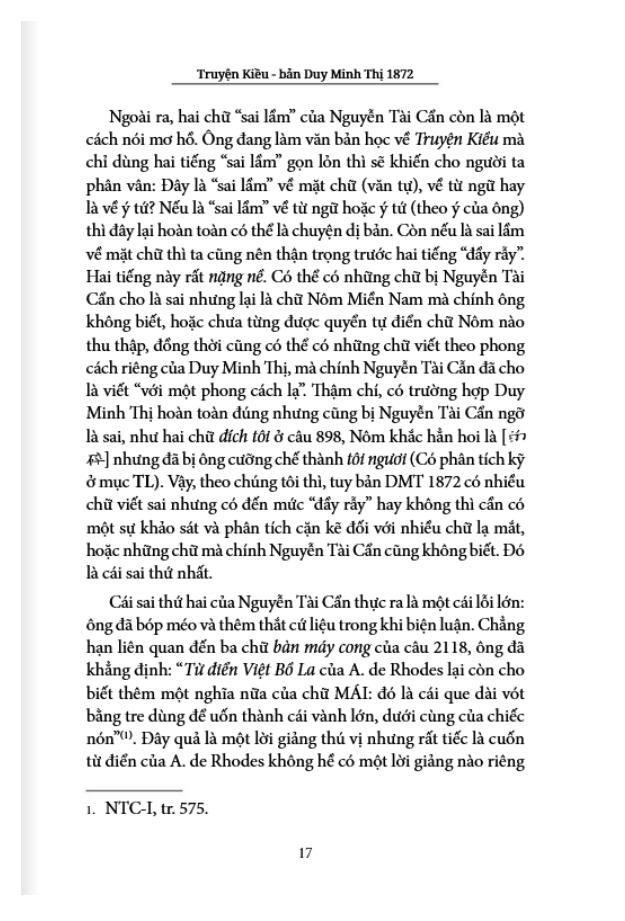 Truyện Kiều - bản Duy Minh Thị 1872
Ngoài ra, hai chữ “sai lầm” của Nguyễn Tài Cẩn còn là một
cách nói mơ hồ. Ông đang làm văn bản học về Truyện Kiều mà
chỉ dùng hai tiếng “sai lầm” gọn lỏn thì sẽ khiến cho người ta
phân vân: Đây là “sai lầm” về mặt chữ (văn tự), về từ ngữ hay
là về ý tứ? Nếu là “sai lầm” về từ ngữ hoặc ý tứ (theo ý của ông)
thì đây lại hoàn toàn có thể là chuyện dị bản. Còn nếu là sai lầm
về mặt chữ thì ta cũng nên thận trọng trước hai tiếng “đẩy rẫy”.
Hai tiếng này rất nặng nề. Có thể có những chữ bị Nguyễn Tài
Cẩn cho là sai nhưng lại là chữ Nôm Miền Nam mà chính ông
không biết, hoặc chưa từng được quyển tự điển chữ Nôm nào
thu thập, đồng thời cũng có thể có những chữ viết theo phong
cách riêng của Duy Minh Thị, mà chính Nguyễn Tài Cẩn đã cho
là viết “với một phong cách lạ”. Thậm chí, có trường hợp Duy
Minh Thị hoàn toàn đúng nhưng cũng bị Nguyễn Tài Cẩn ngỡ
là sai, như hai chữ đích tôi ở câu 898, Nôm khắc hẳn hoi là [
] nhưng đã bị ông cưỡng chế thành tôi ngươi (Có phân tích kỹ
ở mục TL). Vậy, theo chúng tôi thì, tuy bản DMT 1872 có nhiều
chữ viết sai nhưng có đến mức “đẩy rẫy” hay không thì cần có
một sự khảo sát và phân tích cặn kẽ đối với nhiều chữ lạ mắt,
hoặc những chữ mà chính Nguyễn Tài Cẩn cũng không biết. Đó
là cái sai thứ nhất.
Cái sai thứ hai của Nguyễn Tài Cẩn thực ra là một cái lỗi lớn:
ông đã bóp méo và thêm thắt cứ liệu trong khi biện luận. Chẳng
hạn liên quan đến ba chữ bàn máy cong của câu 2118, ông đã
khẳng định: “Từ điển Việt Bồ La của A. de Rhodes lại còn cho
biết thêm một nghĩa nữa của chữ MÁI: đó là cái que dài vót
bằng tre dùng để uốn thành cái vành lớn, dưới cùng của chiếc
nón”(1). Đây quả là một lời giảng thú vị nhưng rất tiếc là cuốn
từ điển của A. de Rhodes không hề có một lời giảng nào riêng
1. NTC-I, tr. 575.
17